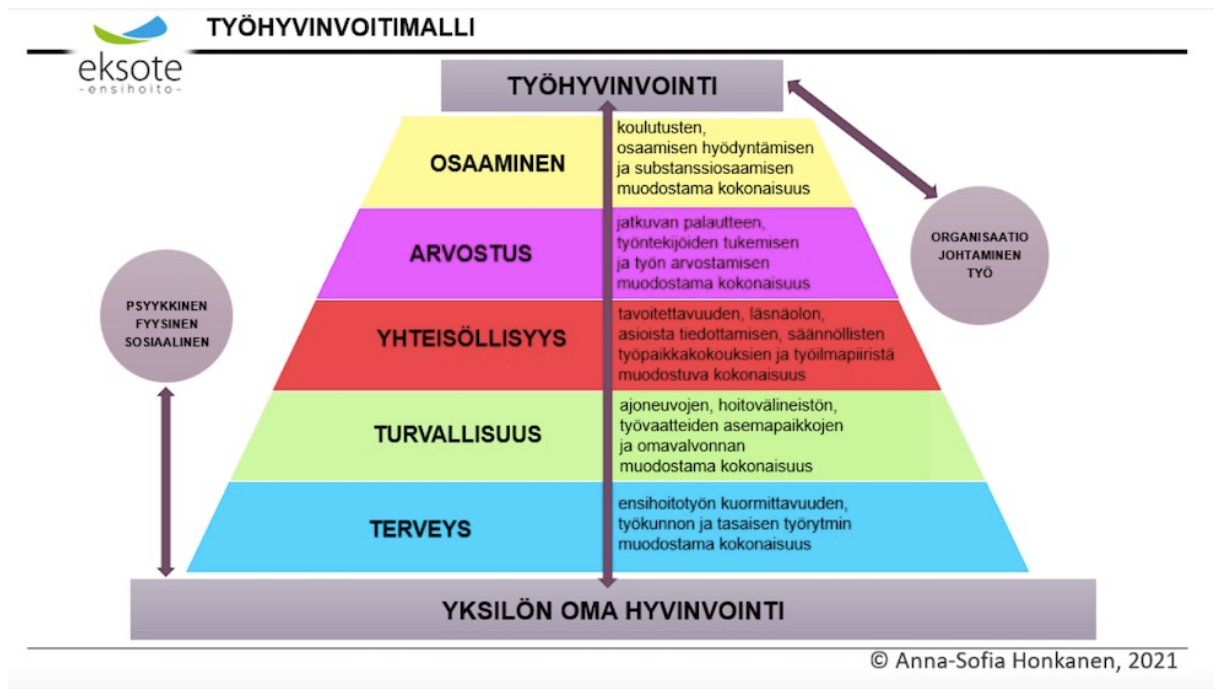 TYÖHYVINVOITIMALLI
eksote
-ensihoito-
TYÖHYVINVOINTI
OSAAMINEN
koulutusten,
osaamisen hyödyntämisen
ja substanssiosaamisen
muodostama kokonaisuus
ARVOSTUS
jatkuvan palautteen,
työntekijöiden tukemisen
ja työn arvostamisen
muodostama kokonaisuus
ORGANISAATIO
JOHTAMINEN
TYÖ
PSYYKKINEN
FYYSINEN
SOSIAALINEN
YHTEISÖLLISYYS
tavoitettavuuden, läsnäolon,
asioista tiedottamisen, säännöllisten
työpaikkakokouksien ja työilmapiiristä
muodostuva kokonaisuus
TURVALLISUUS
ajoneuvojen, hoitovälineistön,
työvaatteiden asemapaikkojen
ja omavalvonnan
muodostama kokonaisuus
TERVEYS
ensihoitotyön kuormittavuuden,
työkunnon ja tasaisen työrytmin
muodostama kokonaisuus
YKSILÖN OMA HYVINVOINTI
© Anna-Sofia Honkanen, 2021